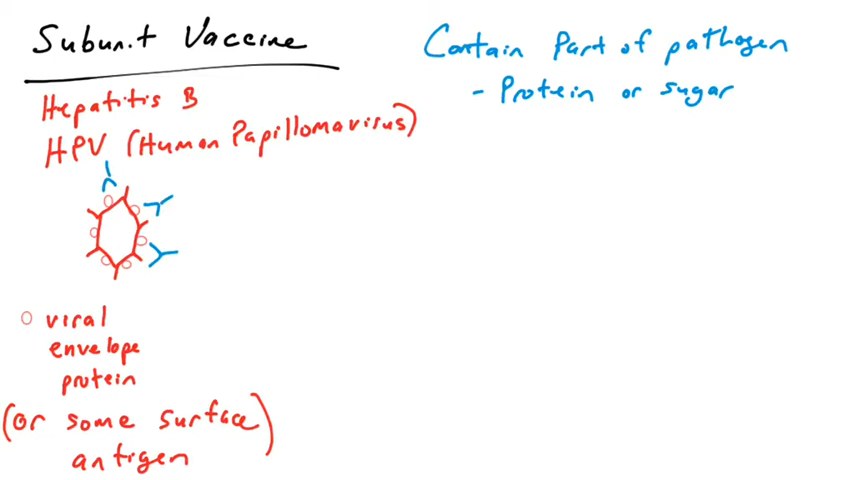 Subunit Vaccine
Contain Part of pathogen
- Protein or sugar
Hepatitis B
HPV (Human Papillomavirus)
O viral
envelope
protein
(or some surface
antigen)